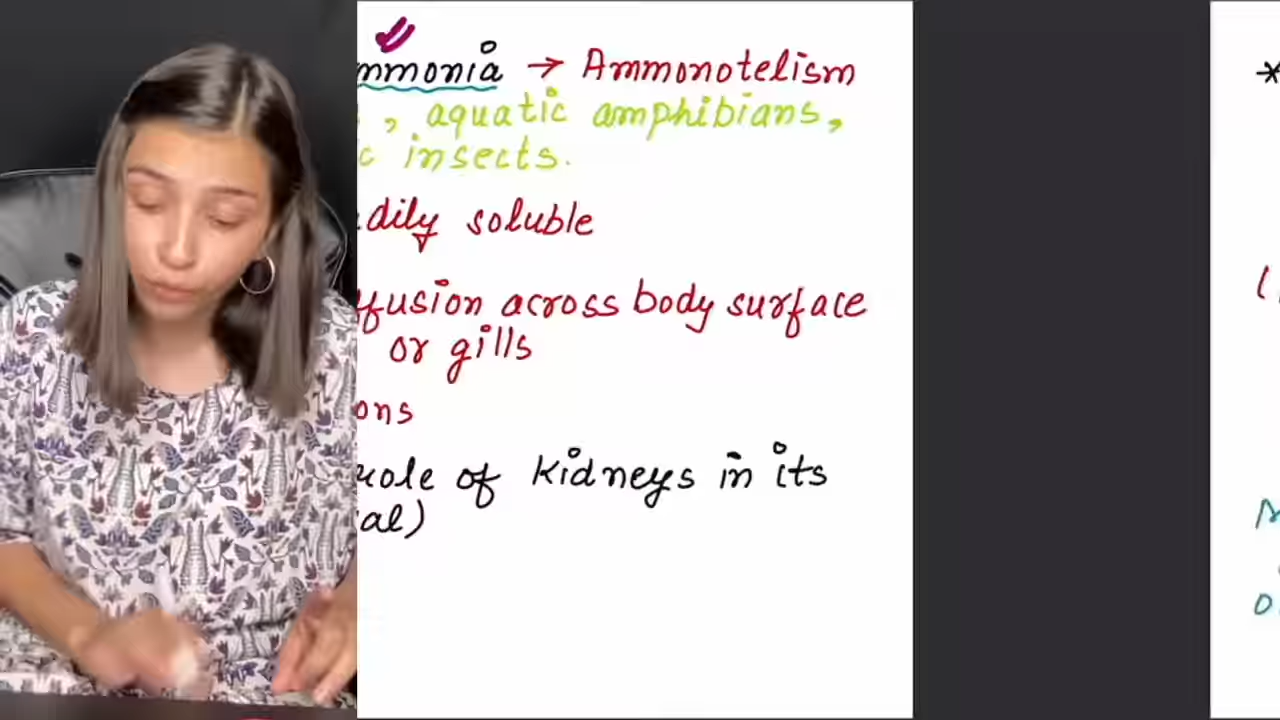 mmonia → Ammonotelism
, aquatic amphibians,
c insects.
dily soluble
ffusion across body surface
or gills
ons
role of kidneys in its
al)
*